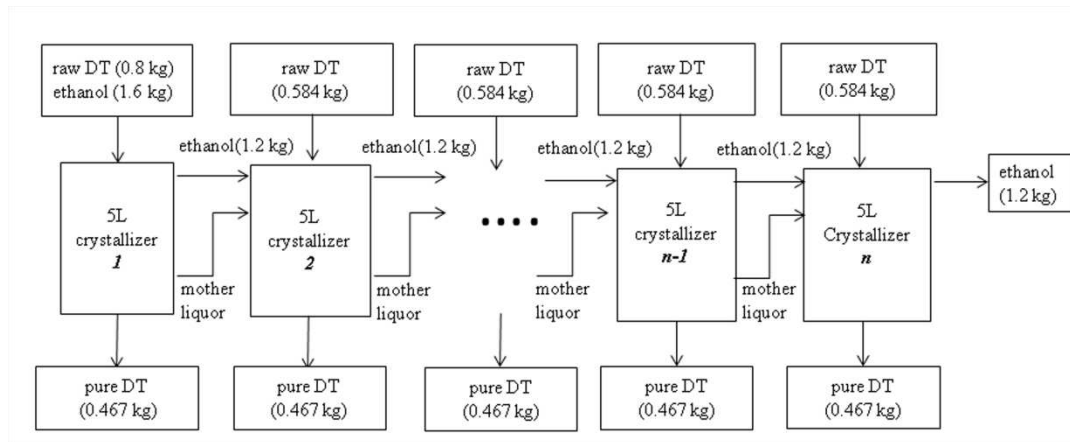 raw DT (0.8 kg)
ethanol (1.6 kg)
raw DT
(0.584 kg)
raw DT
(0.584 kg)
raw DT
(0.584 kg)
raw DT
(0.584 kg)
ethanol(1.2 kg)
ethanol(1.2 kg)
ethanol(1.2 kg)
ethanol(1.2 kg)
ethanol
(1.2 kg)
5L
crystallizer
1
5L
crystallizer
2
....
5L
crystallizer
n-1
5L
Crystallizer
n
mother
liquor
mother
liquor
mother
liquor
mother
liquor
pure DT
(0.467 kg)
pure DT
(0.467 kg)
pure DT
(0.467 kg)
pure DT
(0.467 kg)
pure DT
(0.467 kg)